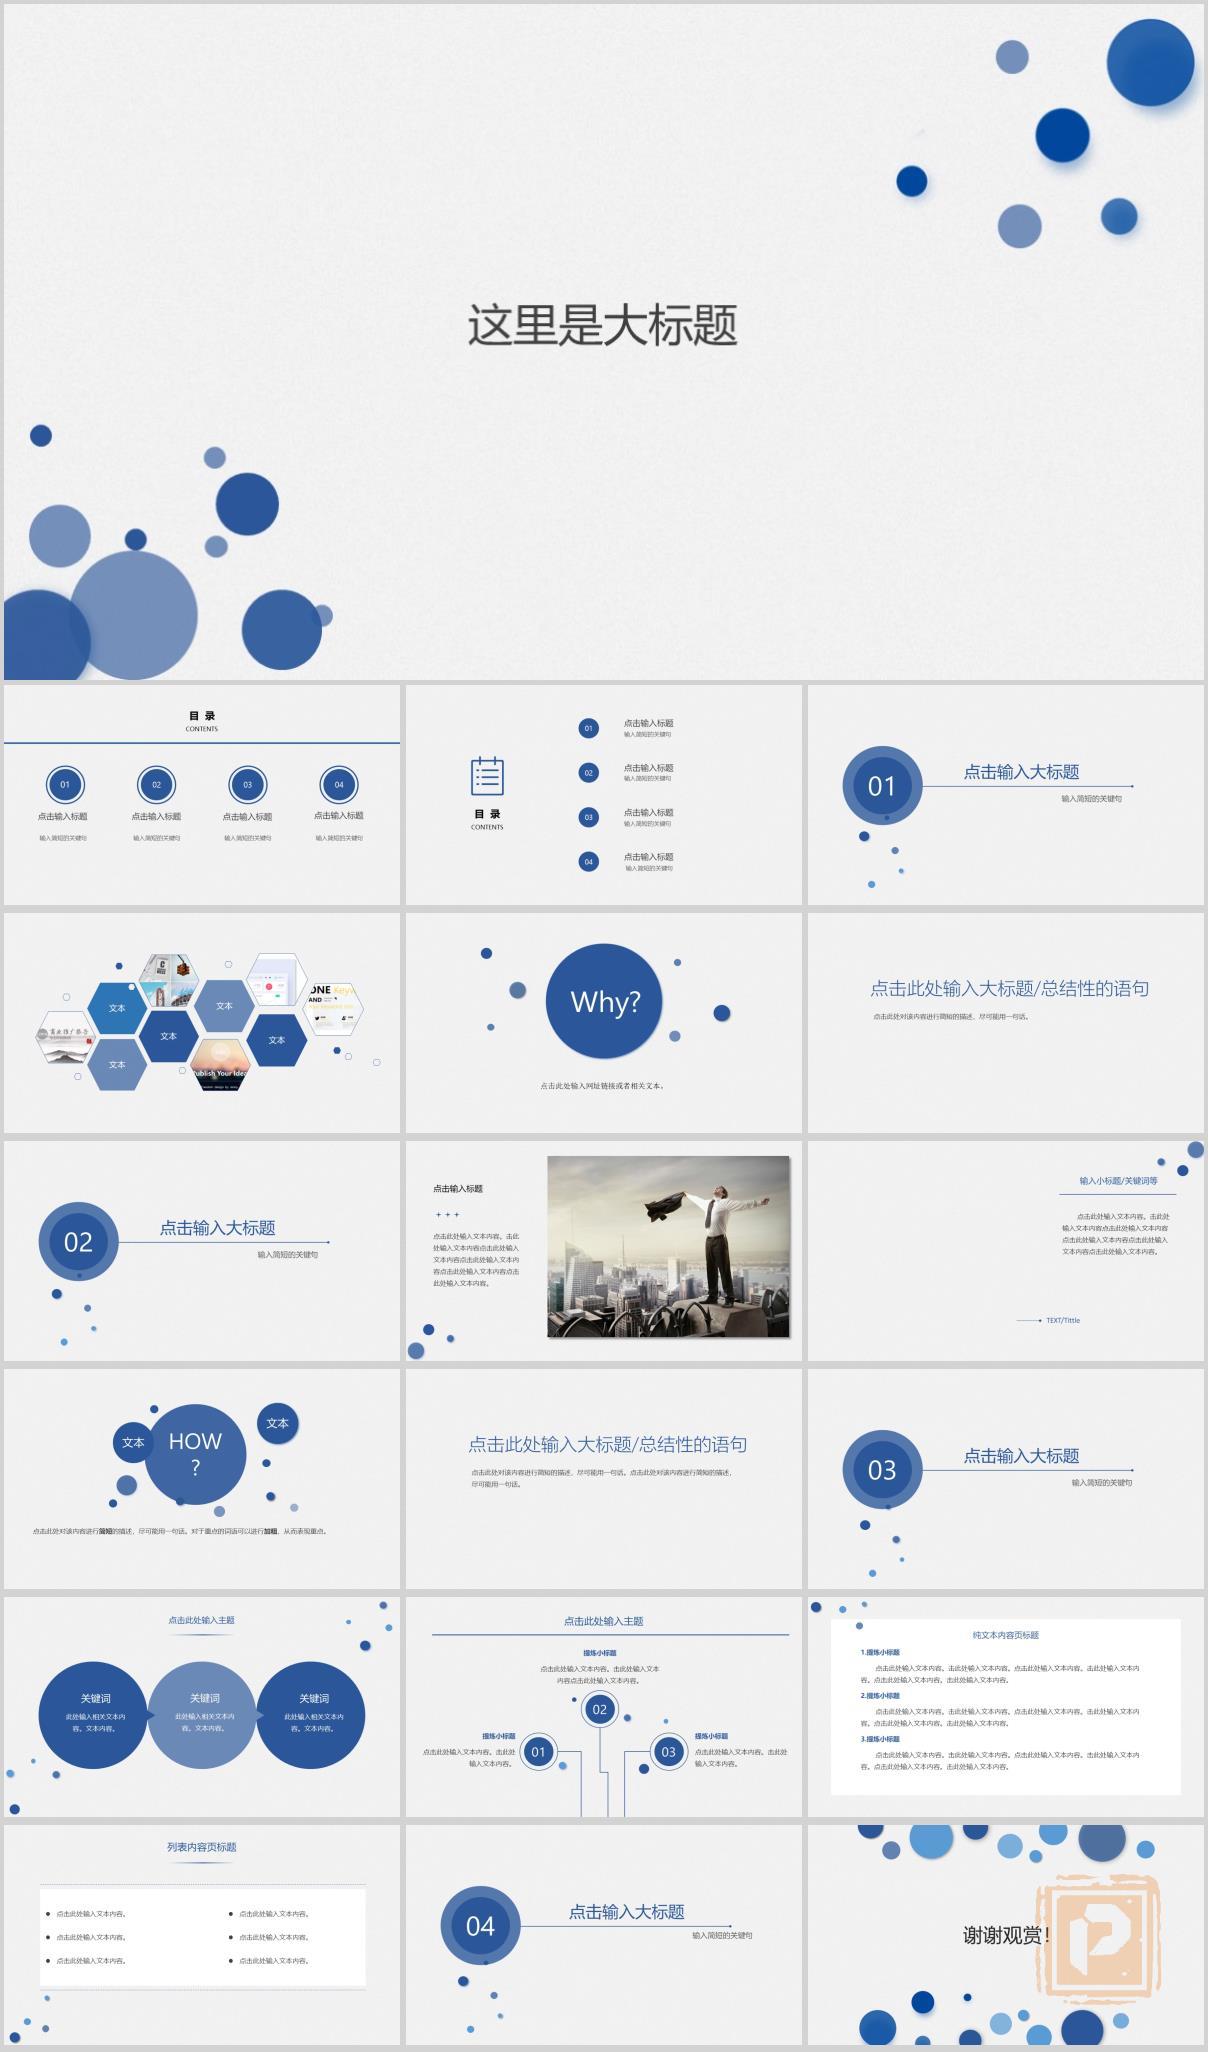 这里是大标题
目 录
CONTENTS
01
02
03
04
点击输入标题
点击输入标题
点击输入标题
点击输入标题
输入简短的关键句
输入简短的关键句
输入简短的关键句
输入简短的关键句
目 录
CONTENTS
01
点击输入标题
输入简短的关键句
02
点击输入标题
输入简短的关键句
03
点击输入标题
输入简短的关键句
04
点击输入标题
输入简短的关键句
01
点击输入大标题
输入简短的关键句
文本
文本
文本
文本
文本
ONE Keyw
AND
ublish Your Idea
Why?
点击此处输入网址链接或者相关文本。
点击此处输入大标题/总结性的语句
点击此处对该内容进行简短的描述，尽可能用一句话。
02
点击输入大标题
输入简短的关键句
点击输入标题
点击此处输入文本内容。击此
处输入文本内容点击此处输入
文本内容点击此处输入文本内
容点击此处输入文本内容点击
此处输入文本内容。
输入小标题/关键词等
点击此处输入文本内容。击此处
输入文本内容点击此处输入文本内容
点击此处输入文本内容点击此处输入
文本内容点击此处输入文本内容。
TEXT/Tittle
文本
HOW
?
文本
点击此处对该内容进行简短的描述，尽可能用一句话。对于重点的词语可以进行加粗，从而表现重点。
点击此处输入大标题/总结性的语句
点击此处对该内容进行简短的描述，尽可能用一句话。点击此处对该内容进行简短的描述，
尽可能用一句话。
03
点击输入大标题
输入简短的关键句
点击此处输入主题
关键词
此处输入相关文本内
容。文本内容。
关键词
此处输入相关文本内
容。文本内容。
关键词
此处输入相关文本内
容。文本内容。
点击此处输入主题
提炼小标题
点击此处输入文本内容。击此处输入文本
内容点击此处输入文本内容。
02
提炼小标题
点击此处输入文本内容。击此处
输入文本内容。
01
03
提炼小标题
点击此处输入文本内容。击此处
输入文本内容。
纯文本内容页标题
1.提炼小标题
点击此处输入文本内容。击此处输入文本内容。点击此处输入文本内容。击此处输入文本内
容。点击此处输入文本内容。击此处输入文本内容。
2.提炼小标题
点击此处输入文本内容。击此处输入文本内容。点击此处输入文本内容。击此处输入文本内
容。点击此处输入文本内容。击此处输入文本内容。
3.提炼小标题
点击此处输入文本内容。击此处输入文本内容。点击此处输入文本内容。击此处输入文本内
容。点击此处输入文本内容。击此处输入文本内容。
列表内容页标题
点击此处输入文本内容。
点击此处输入文本内容。
点击此处输入文本内容。
点击此处输入文本内容。
点击此处输入文本内容。
点击此处输入文本内容。
04
点击输入大标题
输入简短的关键句
谢谢观赏！